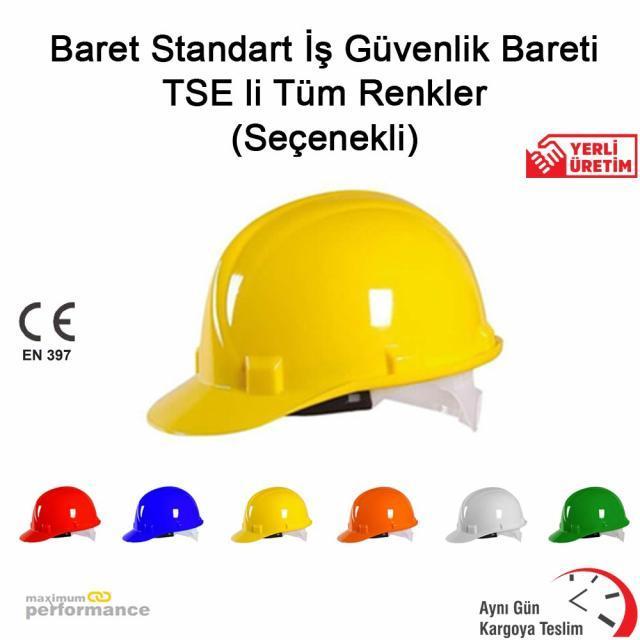 Baret Standart İş Güvenlik Bareti
TSE li Tüm Renkler
(Seçenekli)
YERLİ
ÜRETİM
CE
EN 397
maximum
performance
Aynı Gün
Kargoya Teslim